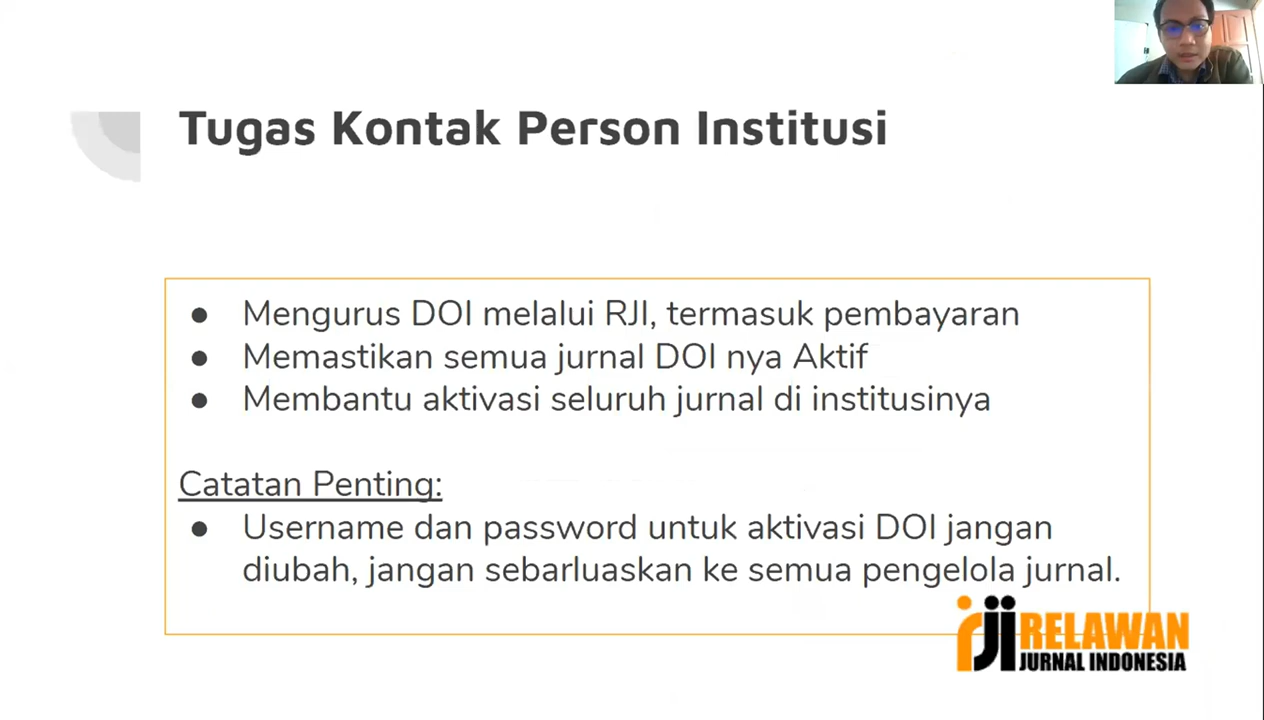 Tugas Kontak Person Institusi
● Mengurus DOI melalui RJI, termasuk pembayaran
● Memastikan semua jurnal DOI nya Aktif
● Membantu aktivasi seluruh jurnal di institusinya
Catatan Penting:
● Username dan password untuk aktivasi DOI jangan
diubah, jangan sebarluaskan ke semua pengelola jurnal.
rji RELAWAN
JURNAL INDONESIA